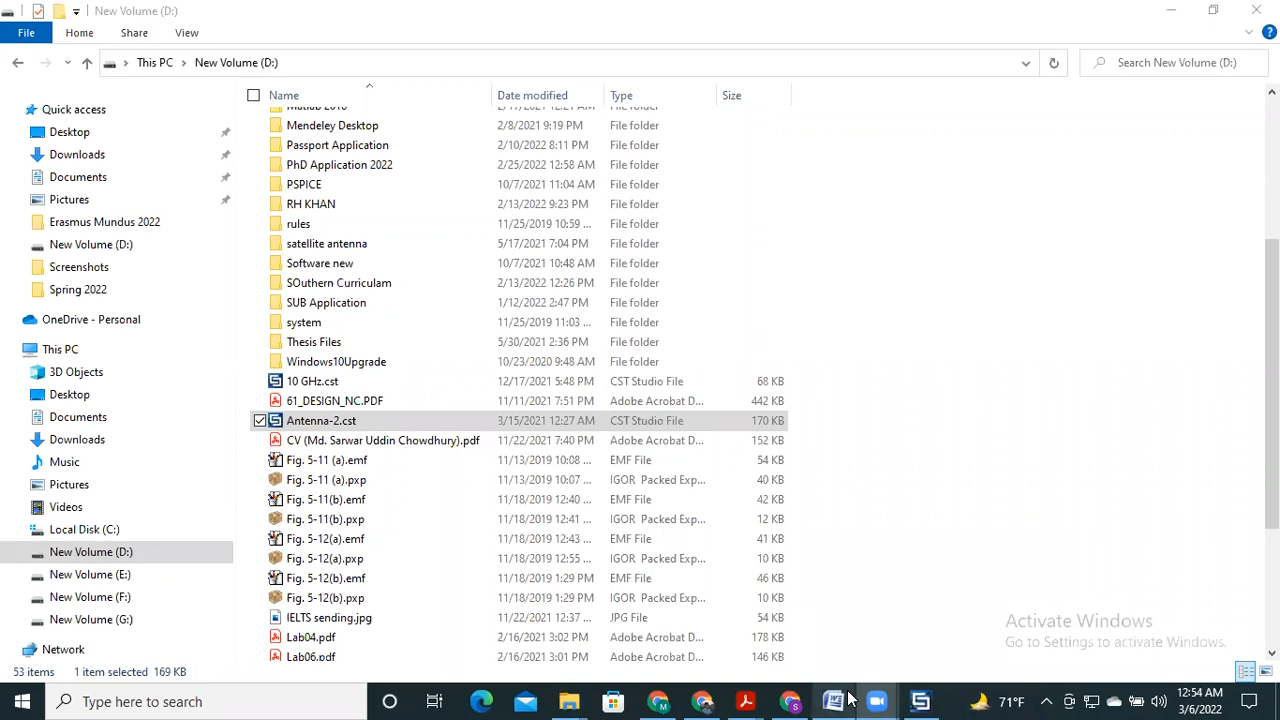 New Volume (D:)
File Home Share View
This PC New Volume (D:) Search New Volume (D:)
Name Date modified Type Size
Quick access
Desktop
Downloads
Documents
Pictures
Erasmus Mundus 2022
New Volume (D:)
Screenshots
Spring 2022
OneDrive - Personal
This PC
3D Objects
Desktop
Documents
Downloads
Music
Pictures
Videos
Local Disk (C:)
New Volume (D:)
New Volume (E:)
New Volume (F:)
New Volume (G:)
Network
Matlab 2016 2/17/2022 12:21 AM File folder
Mendeley Desktop 2/8/2021 9:19 PM File folder
Passport Application 2/10/2022 8:11 PM File folder
PhD Application 2022 2/25/2022 12:58 AM File folder
PSPICE 10/7/2021 11:04 AM File folder
RH KHAN 2/13/2022 9:23 PM File folder
rules 11/25/2019 10:59 ... File folder
satellite antenna 5/17/2021 7:04 PM File folder
Software new 10/7/2021 10:48 AM File folder
SOuthern Curriculam 2/13/2022 12:26 PM File folder
SUB Application 1/12/2022 2:47 PM File folder
system 11/25/2019 11:03 ... File folder
Thesis Files 5/30/2021 2:36 PM File folder
Windows10Upgrade 10/23/2020 9:48 AM File folder
10 GHz.cst 12/17/2021 5:48 PM CST Studio File 68 KB
61_DESIGN_NC.PDF 11/11/2021 7:51 PM Adobe Acrobat D... 442 KB
Antenna-2.cst 3/15/2021 12:27 AM CST Studio File 170 KB
CV (Md. Sarwar Uddin Chowdhury).pdf 11/22/2021 7:40 PM Adobe Acrobat D... 152 KB
Fig. 5-11 (a).emf 11/13/2019 10:08 ... EMF File 54 KB
Fig. 5-11 (a).pxp 11/13/2019 10:07 ... IGOR Packed Exp... 40 KB
Fig. 5-11(b).emf 11/18/2019 12:40 ... EMF File 42 KB
Fig. 5-11(b).pxp 11/18/2019 12:41 ... IGOR Packed Exp... 12 KB
Fig. 5-12(a).emf 11/18/2019 12:43 ... EMF File 41 KB
Fig. 5-12(a).pxp 11/18/2019 12:55 ... IGOR Packed Exp... 10 KB
Fig. 5-12(b).emf 11/18/2019 1:29 PM EMF File 46 KB
Fig. 5-12(b).pxp 11/18/2019 1:29 PM IGOR Packed Exp... 10 KB
IELTS sending.jpg 11/22/2021 12:37 ... JPG File 54 KB
Lab04.pdf 2/16/2021 3:02 PM Adobe Acrobat D... 178 KB
Lab06.pdf 2/16/2021 3:01 PM Adobe Acrobat D... 146 KB
Activate Windows
Go to Settings to activate Windows.
53 items 1 item selected 169 KB
Type here to search
71°F
12:54 AM
3/6/2022